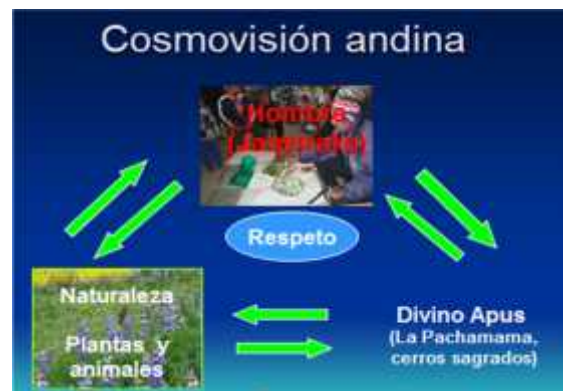 Cosmovisión andina
Hombre
Respeto
Naturaleza
Plantas y
animales
Divino Apus
(La Pachamama,
cerros sagrados)